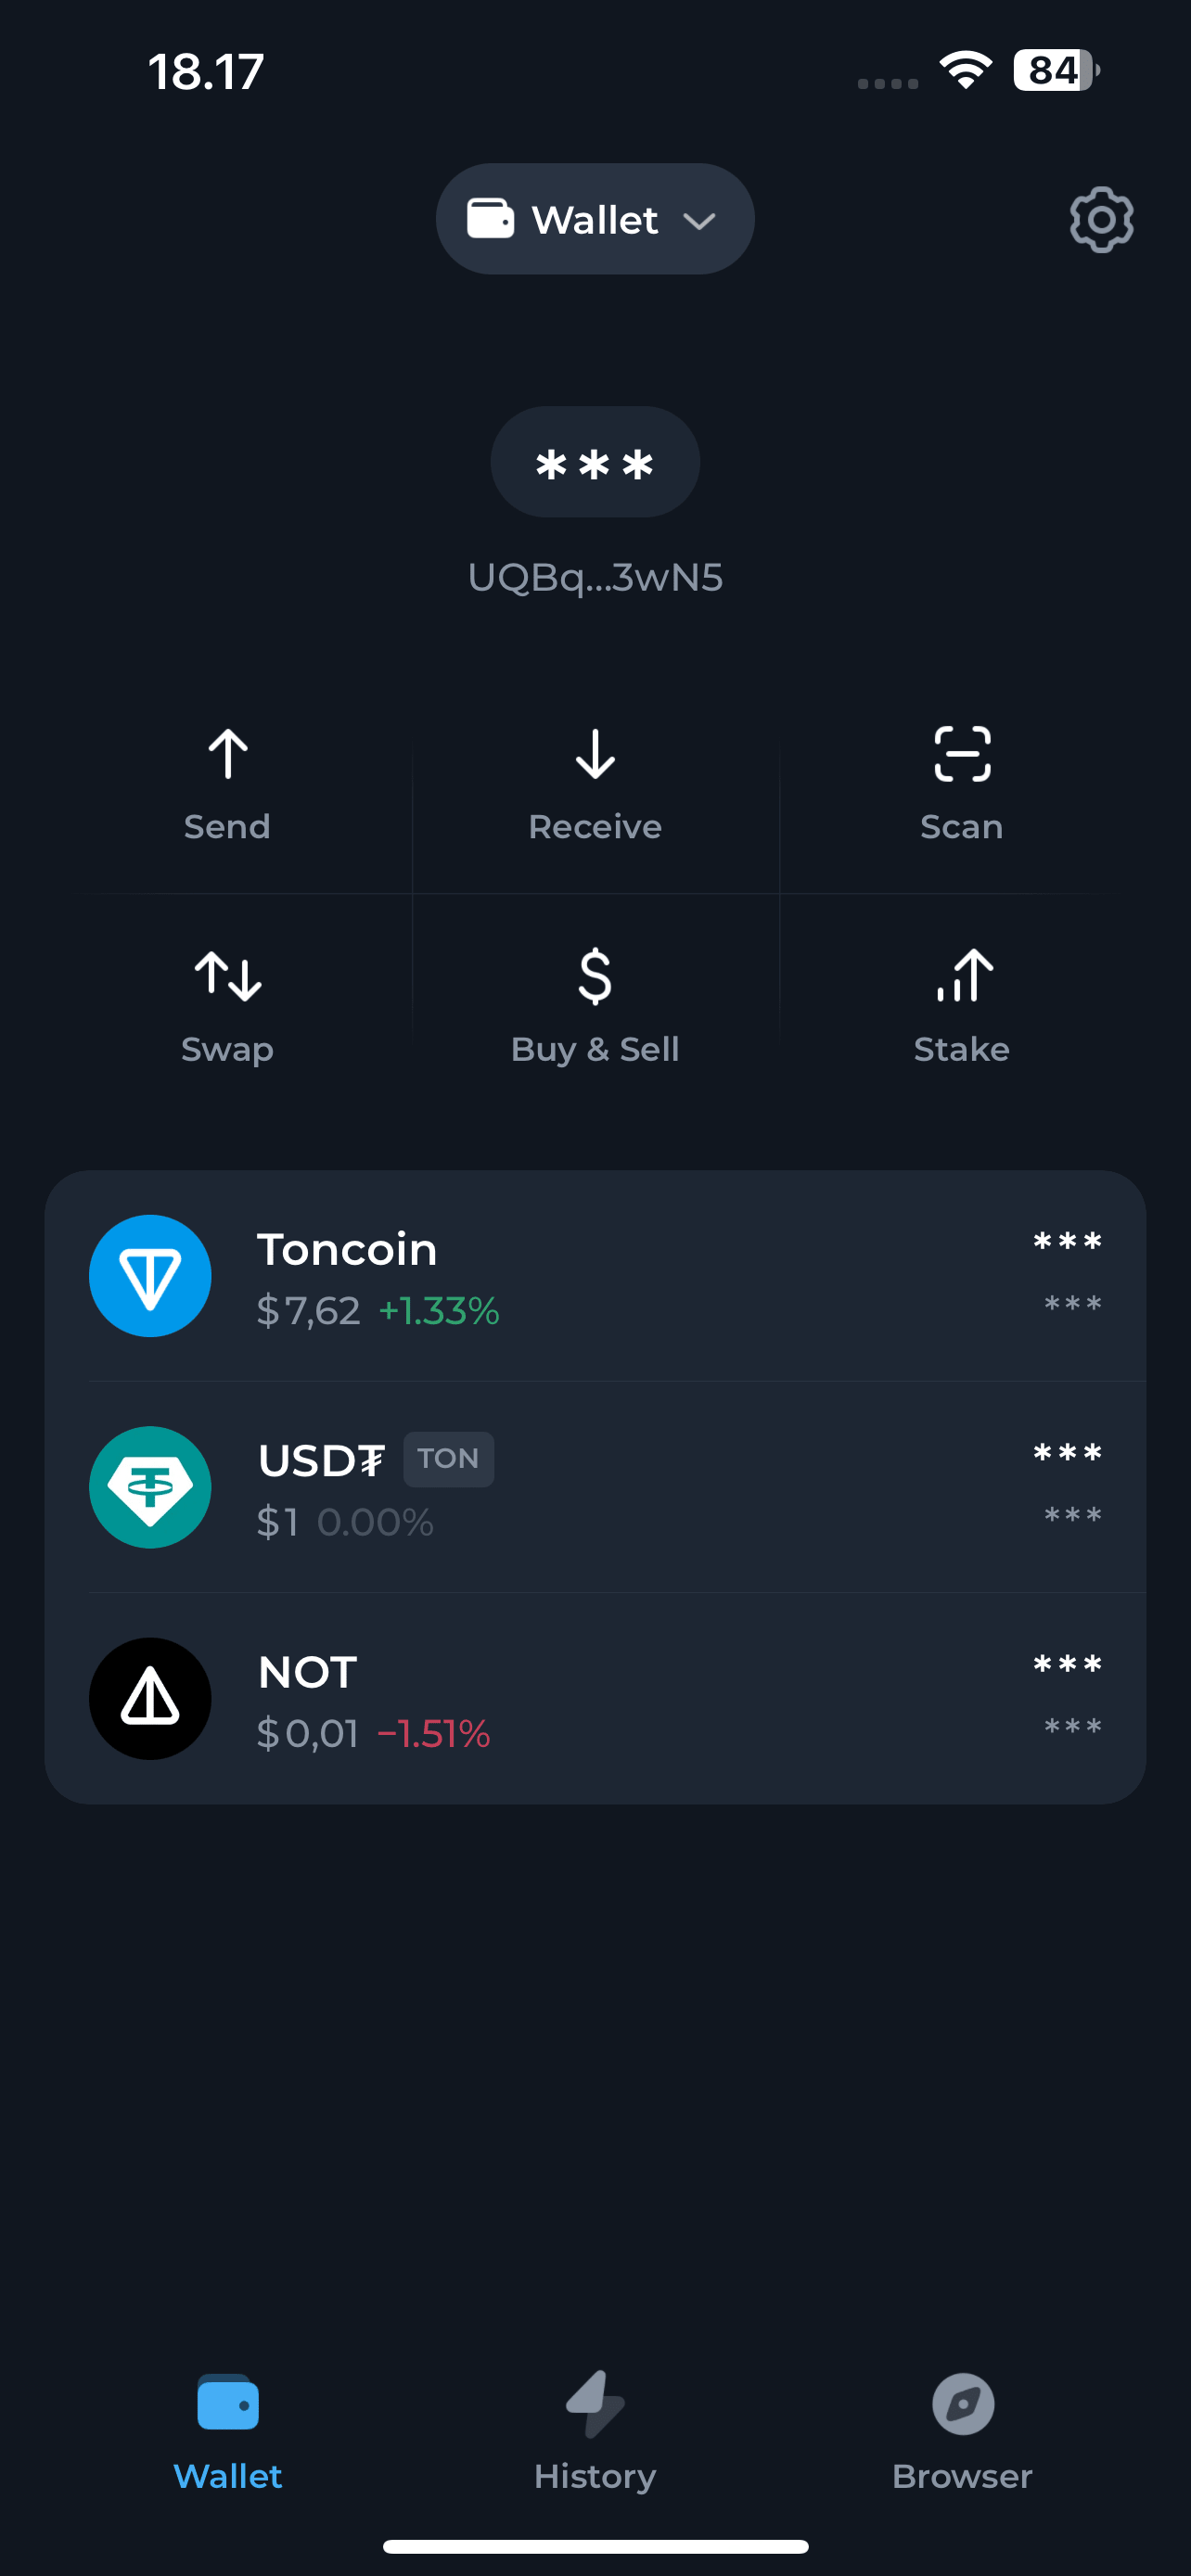 18.17
84
Wallet
***
UQBq...3wN5
Send
Receive
Scan
Swap
Buy & Sell
Stake
Toncoin
***
$7,62 +1.33%
***
USD₮ TON
***
$1 0.00%
***
NOT
***
$0,01 −1.51%
***
Wallet
History
Browser